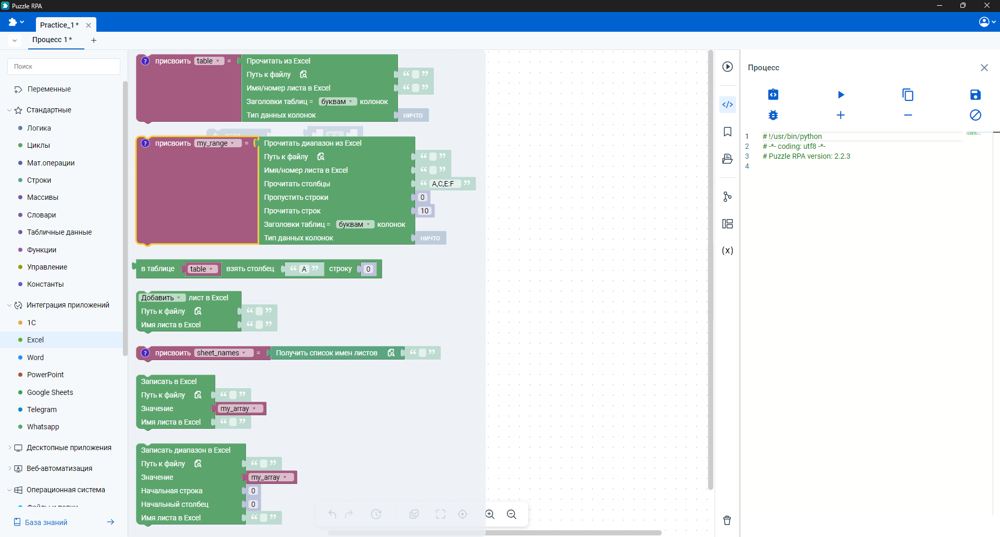 Puzzle RPA
Practice_1*
Процесс 1*
Поиск
Переменные
Стандартные
Логика
Циклы
Мат.операции
Строки
Массивы
Словари
Табличные данные
Функции
Управление
Константы
Интеграция приложений
1С
Excel
Word
PowerPoint
Google Sheets
Telegram
Whatsapp
Десктопные приложения
Веб-автоматизация
Операционная система
Файлы и папки
База знаний
? присвоить table = Прочитать из Excel
Путь к файлу “ ”
Имя/номер листа в Excel “ ”
Заголовки таблиц = буквам колонок
Тип данных колонок ничто
если =
? присвоить my_range = Прочитать диапазон из Excel
Путь к файлу “ ”
Имя/номер листа в Excel “ ”
Прочитать столбцы “ A,C,E:F ”
Пропустить строки 0
Прочитать строк 10
Заголовки таблиц = буквам колонок
Тип данных колонок ничто
в таблице table взять столбец “ A ” строку 0
Добавить лист в Excel
Путь к файлу “ ”
Имя листа в Excel “ ”
? присвоить sheet_names = Получить список имен листов “ ”
Записать в Excel
Путь к файлу “ ”
Значение my_array
Имя листа в Excel “ ”
Записать диапазон в Excel
Путь к файлу “ ”
Значение my_array
Начальная строка 0
Начальный столбец 0
Имя листа в Excel “ ”
</>
(x)
Процесс
1 # !/usr/bin/python
2 # -*- coding: utf8 -*-
3 # Puzzle RPA version: 2.2.3
4